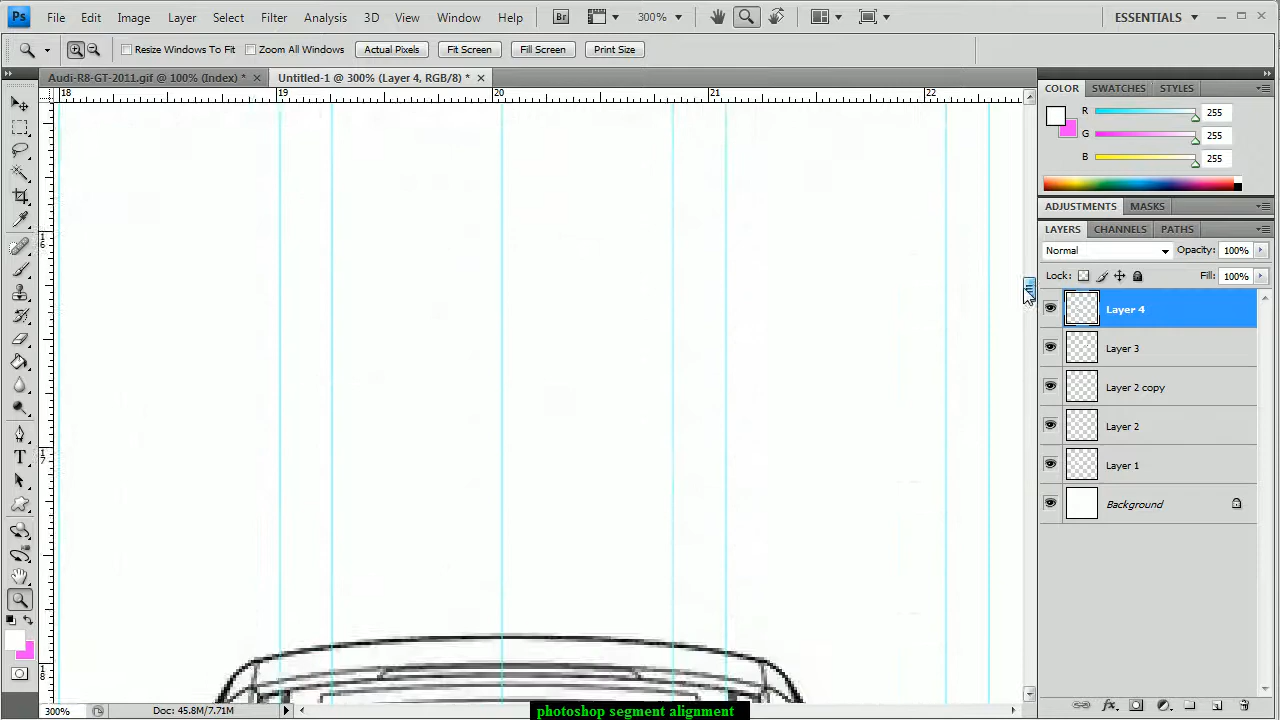 Ps File Edit Image Layer Select Filter Analysis 3D View Window Help Br 300% ESSENTIALS
Resize Windows To Fit Zoom All Windows Actual Pixels Fit Screen Fill Screen Print Size
Audi-R8-GT-2011.gif @ 100% (Index) * Untitled-1 @ 300% (Layer 4, RGB/8) *
18 19 20 21 22
COLOR SWATCHES STYLES
R 255
G 255
B 255
ADJUSTMENTS MASKS
LAYERS CHANNELS PATHS
Normal Opacity: 100%
Lock: Fill: 100%
Layer 4
Layer 3
Layer 2 copy
Layer 2
Layer 1
Background
Doc: 45.8M/7.71M
photoshop segment alignment